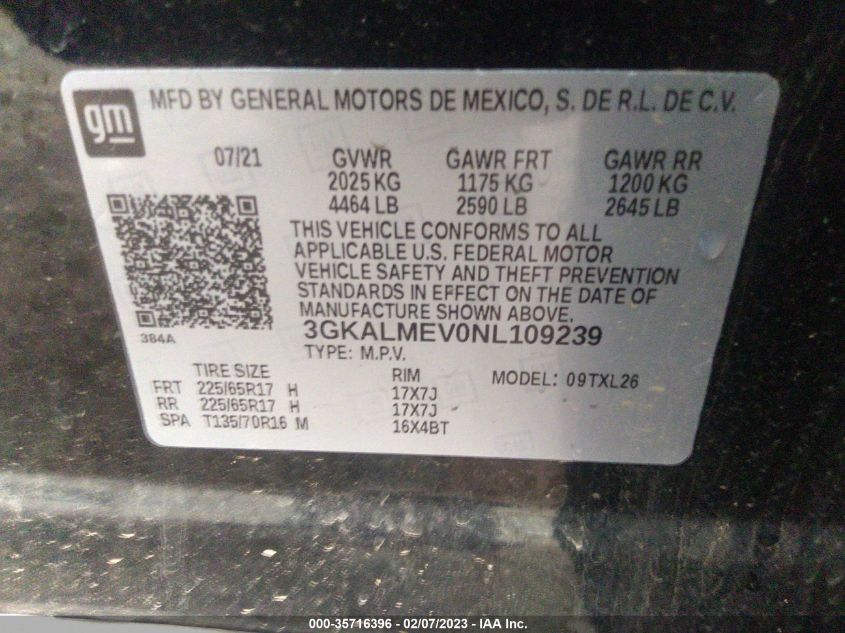 gm
MFD BY GENERAL MOTORS DE MEXICO, S. DE R.L. DE C.V.
07/21 GVWR GAWR FRT GAWR RR
2025 KG 1175 KG 1200 KG
4464 LB 2590 LB 2645 LB
THIS VEHICLE CONFORMS TO ALL
APPLICABLE U.S. FEDERAL MOTOR
VEHICLE SAFETY AND THEFT PREVENTION
STANDARDS IN EFFECT ON THE DATE OF
MANUFACTURE SHOWN ABOVE.
384A
3GKALMEV0NL109239
TYPE: M.P.V.
TIRE SIZE RIM MODEL: 09TXL26
FRT 225/65R17 H 17X7J
RR 225/65R17 H 17X7J
SPA T135/70R16 M 16X4BT
000-35716396 - 02/07/2023 - IAA Inc.